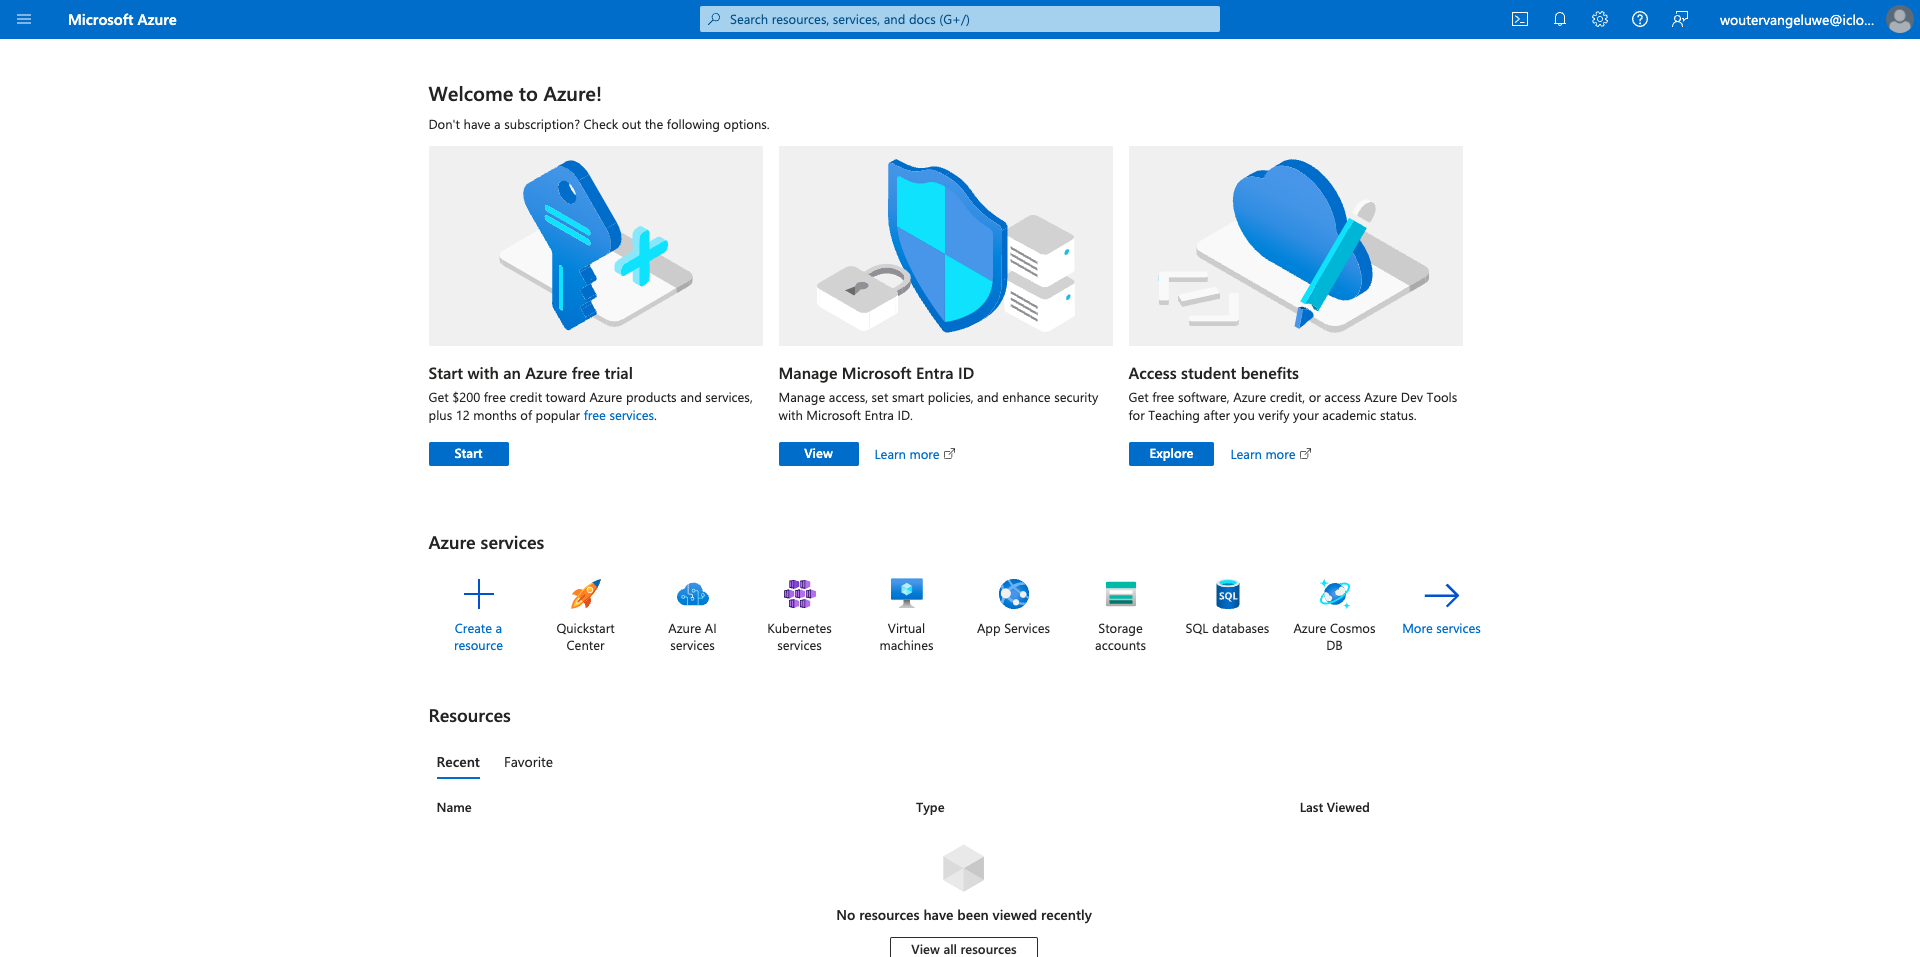 Microsoft Azure
Search resources, services, and docs (G+/)
woutervangeluwe@iclo...
Welcome to Azure!
Don't have a subscription? Check out the following options.
Start with an Azure free trial
Get $200 free credit toward Azure products and services,
plus 12 months of popular free services.
Start
Manage Microsoft Entra ID
Manage access, set smart policies, and enhance security
with Microsoft Entra ID.
View
Learn more
Access student benefits
Get free software, Azure credit, or access Azure Dev Tools
for Teaching after you verify your academic status.
Explore
Learn more
Azure services
Create a
resource
Quickstart
Center
Azure AI
services
Kubernetes
services
Virtual
machines
App Services
Storage
accounts
SQL
SQL databases
Azure Cosmos
DB
More services
Resources
Recent
Favorite
Name
Type
Last Viewed
No resources have been viewed recently
View all resources